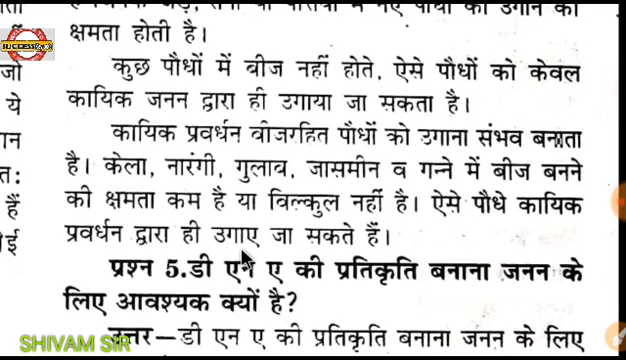 क्षमता होती है।
कुछ पौधों में बीज नहीं होते, ऐसे पौधों को केवल
कायिक जनन द्वारा ही उगाया जा सकता है।
कायिक प्रवर्धन बीजरहित पौधों को उगाना संभव बनाता
है। केला, नारंगी, गुलाब, जासमीन व गन्ने में बीज बनने
की क्षमता कम है या बिल्कुल नहीं है। ऐसे पौधे कायिक
प्रवर्धन द्वारा ही उगाए जा सकते हैं।
प्रश्न 5. डी एन ए की प्रतिकृति बनाना जनन के
लिए आवश्यक क्यों है?
उत्तर – डी एन ए की प्रतिकृति बनाना जनन के लिए
जो
ये
हैं
SUCCESS
SHIVAM SIR